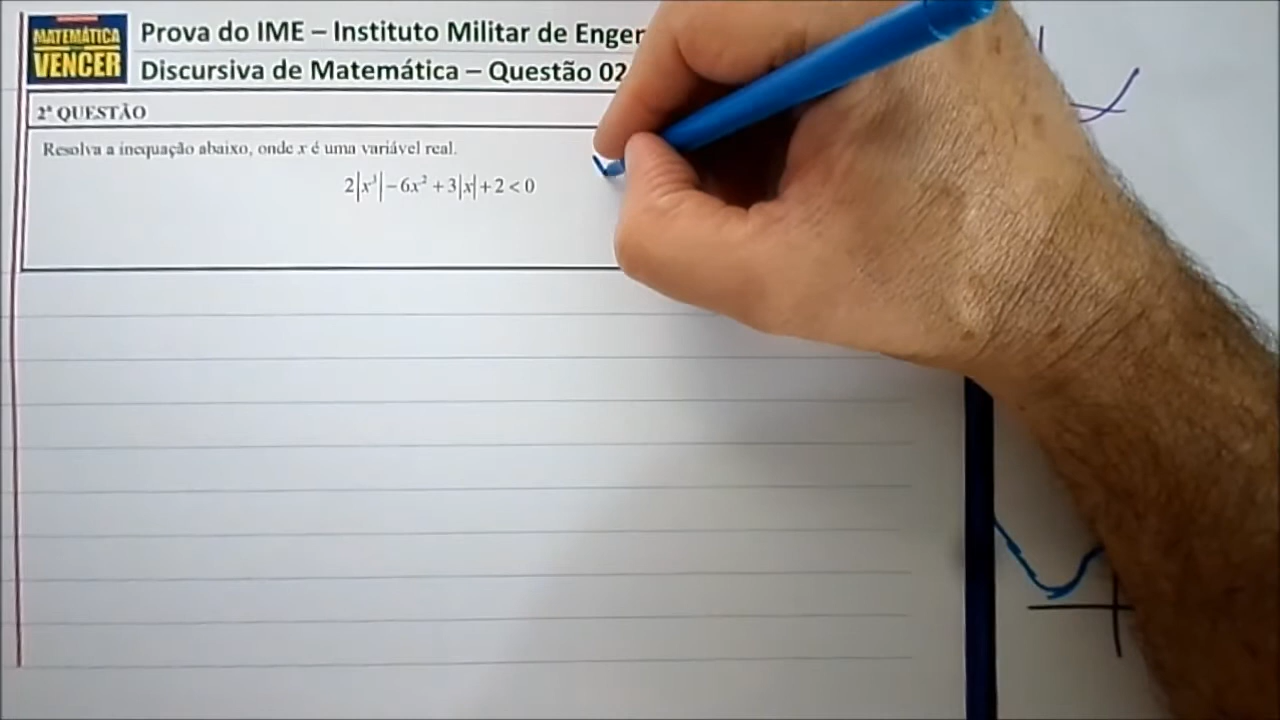 MATEMÁTICA
VENCER
Prova do IME – Instituto Militar de Enger
Discursiva de Matemática – Questão 02
2ª QUESTÃO
Resolva a inequação abaixo, onde x é uma variável real.
2|x³|−6x²+3|x|+2<0